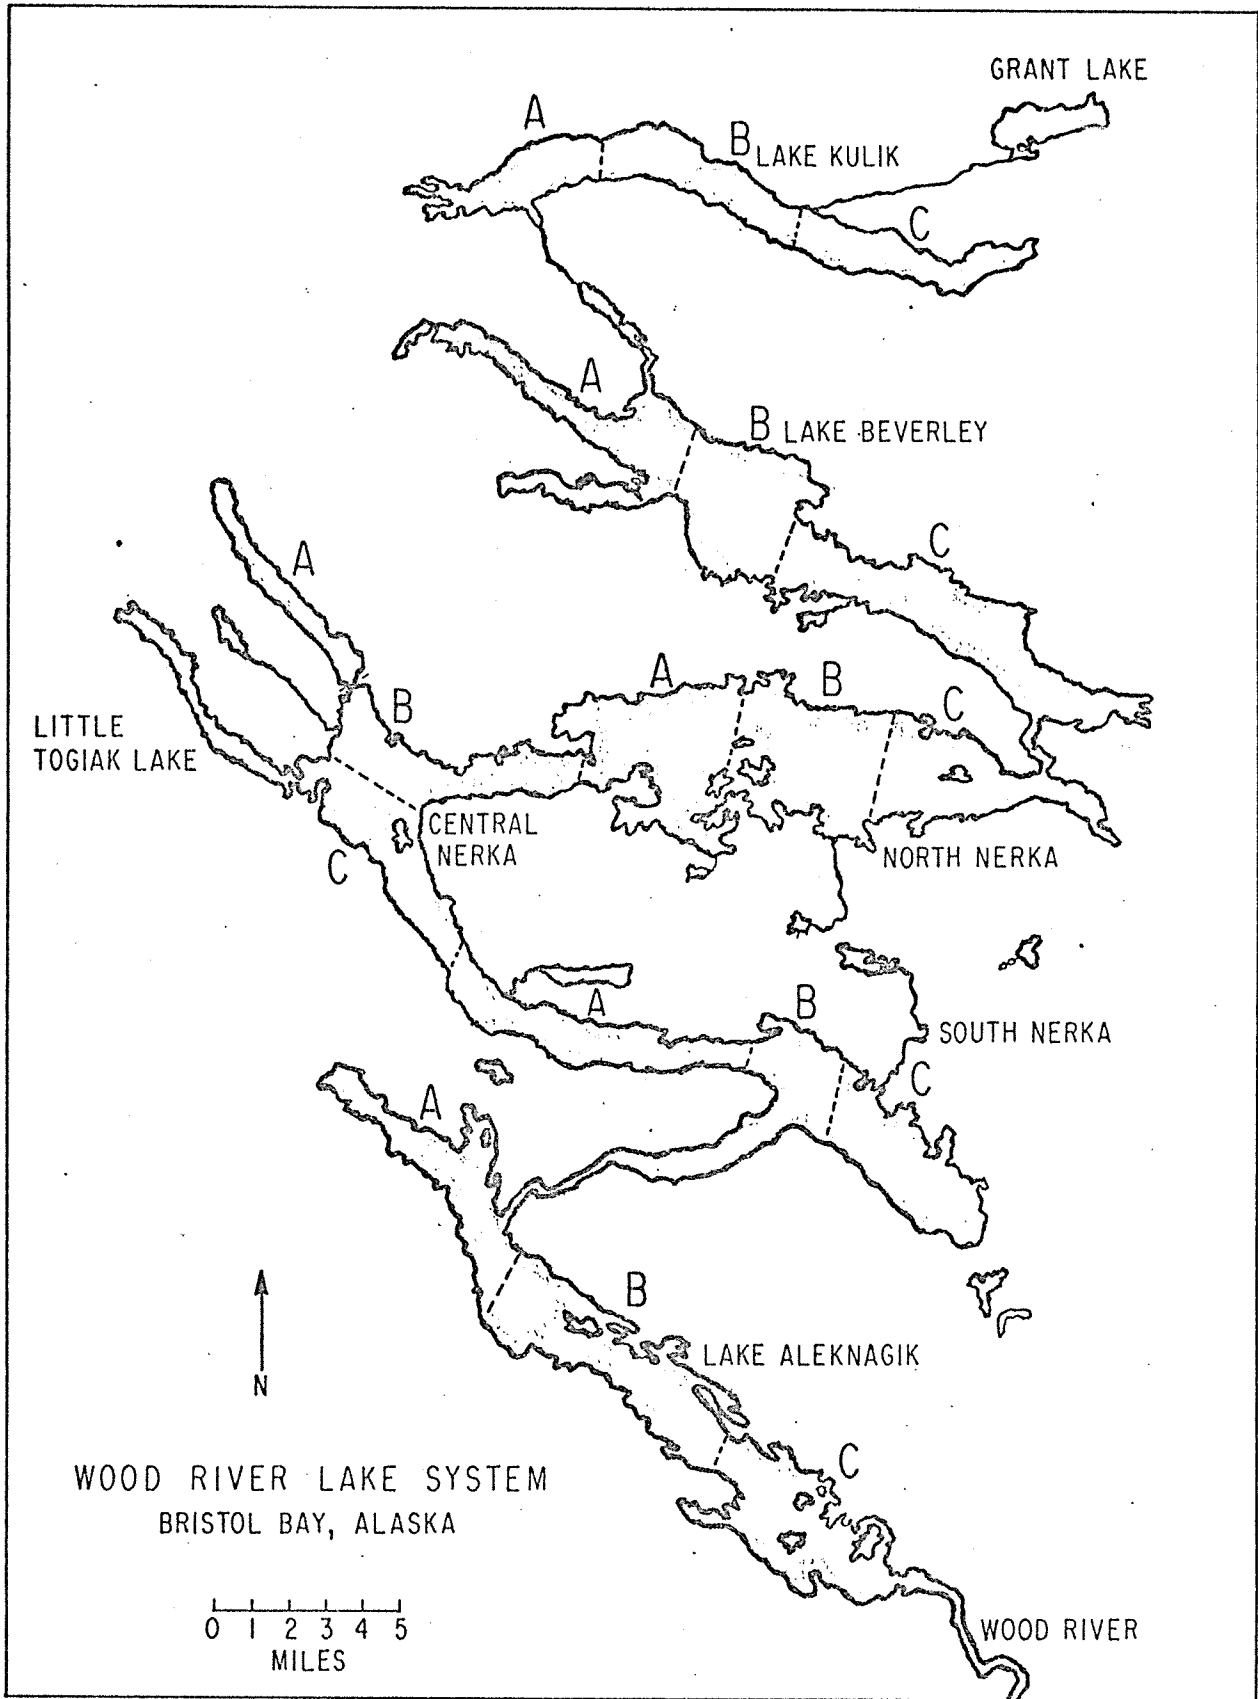 GRANT LAKE
A
B
LAKE KULIK
C
A
B
LAKE BEVERLEY
C
A
A
B
C
B
LITTLE
TOGIAK LAKE
CENTRAL
NERKA
NORTH NERKA
C
A
B
SOUTH NERKA
C
A
B
LAKE ALEKNAGIK
N
C
WOOD RIVER LAKE SYSTEM
BRISTOL BAY, ALASKA
0 1 2 3 4 5
MILES
WOOD RIVER